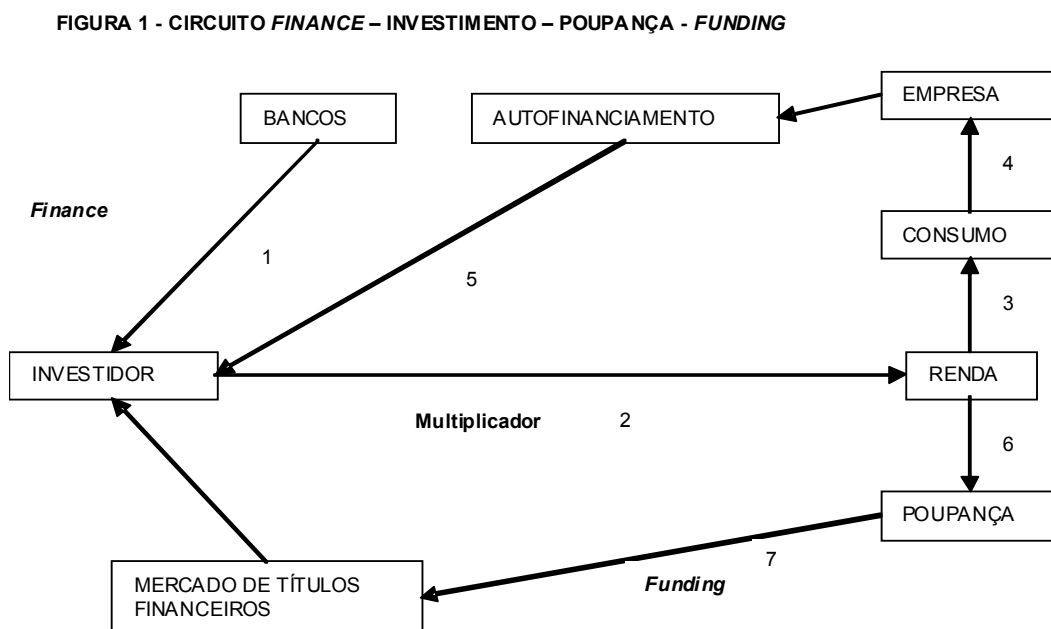 FIGURA 1 - CIRCUITO FINANCE – INVESTIMENTO – POUPANÇA - FUNDING
BANCOS
AUTOFINANCIAMENTO
EMPRESA
4
Finance
CONSUMO
1
5
3
INVESTIDOR
RENDA
Multiplicador
2
6
POUPANÇA
7
MERCADO DE TÍTULOS
FINANCEIROS
Funding